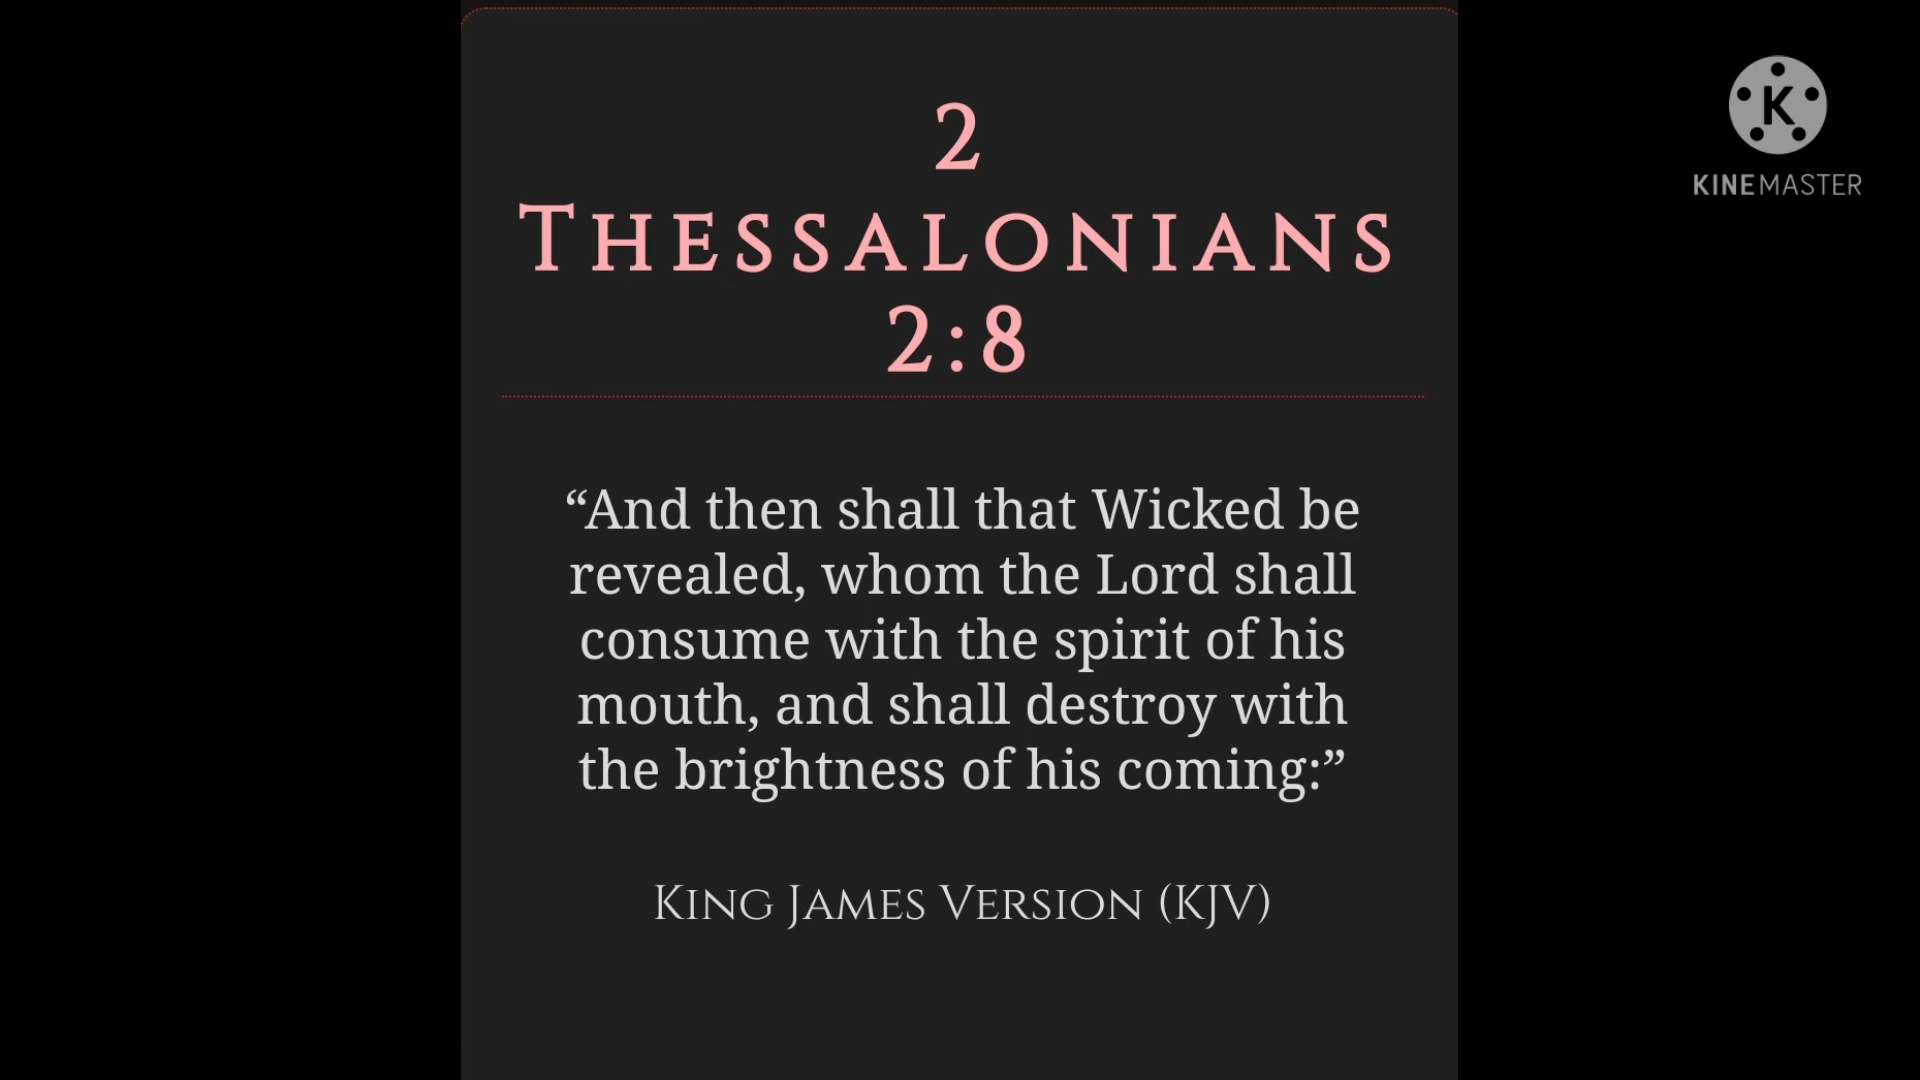 2
Thessalonians
2:8
“And then shall that Wicked be
revealed, whom the Lord shall
consume with the spirit of his
mouth, and shall destroy with
the brightness of his coming:”
King James Version (KJV)
K
KINEMASTER